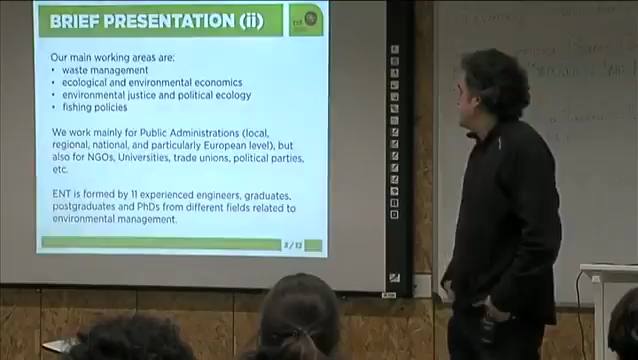 BRIEF PRESENTATION (ii)
ent
Our main working areas are:
• waste management
• ecological and environmental economics
• environmental justice and political ecology
• fishing policies
We work mainly for Public Administrations (local,
regional, national, and particularly European level), but
also for NGOs, Universities, trade unions, political parties,
etc.
ENT is formed by 11 experienced engineers, graduates,
postgraduates and PhDs from different fields related to
environmental management.
2 / 12